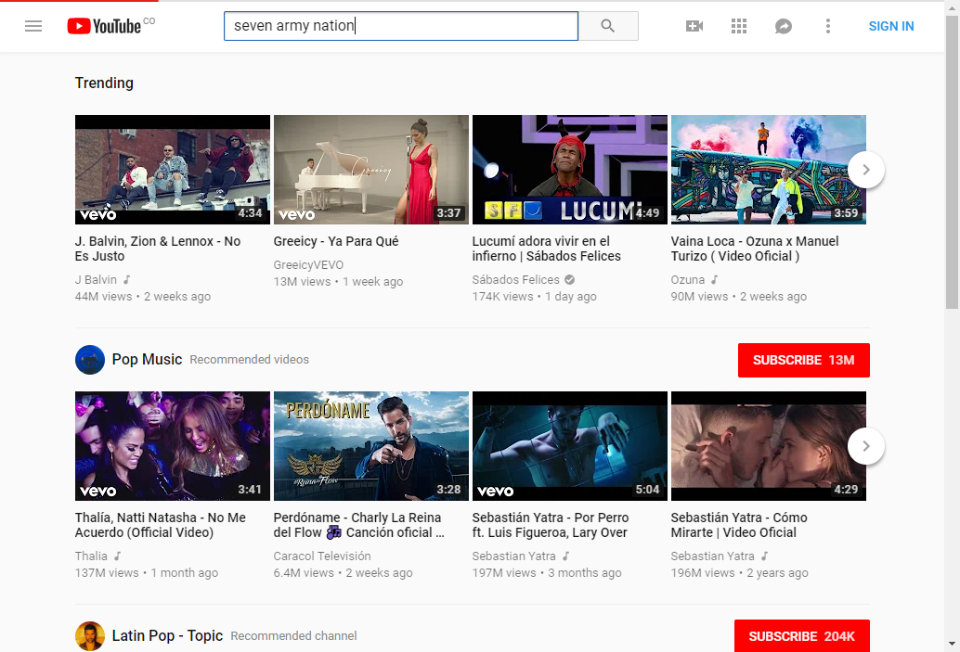 YouTube CO
seven army nation
SIGN IN
Trending
vevo 4:34
vevo 3:37
SFC LUCUMÍ 4:49
3:59
J. Balvin, Zion & Lennox - No
Es Justo
J Balvin
44M views • 2 weeks ago
Greeicy - Ya Para Qué
GreeicyVEVO
13M views • 1 week ago
Lucumí adora vivir en el
infierno | Sábados Felices
Sábados Felices
174K views • 1 day ago
Vaina Loca - Ozuna x Manuel
Turizo ( Video Oficial )
Ozuna
90M views • 2 weeks ago
Pop Music Recommended videos
SUBSCRIBE 13M
vevo 3:41
PERDÓNAME
La Reina del Flow
3:28
vevo 5:04
4:29
Thalía, Natti Natasha - No Me
Acuerdo (Official Video)
Thalia
137M views • 1 month ago
Perdóname - Charly La Reina
del Flow 🎶 Canción oficial ...
Caracol Televisión
6.4M views • 2 weeks ago
Sebastián Yatra - Por Perro
ft. Luis Figueroa, Lary Over
Sebastian Yatra
197M views • 3 months ago
Sebastián Yatra - Cómo
Mirarte | Video Oficial
Sebastian Yatra
196M views • 2 years ago
Latin Pop - Topic Recommended channel
SUBSCRIBE 204K